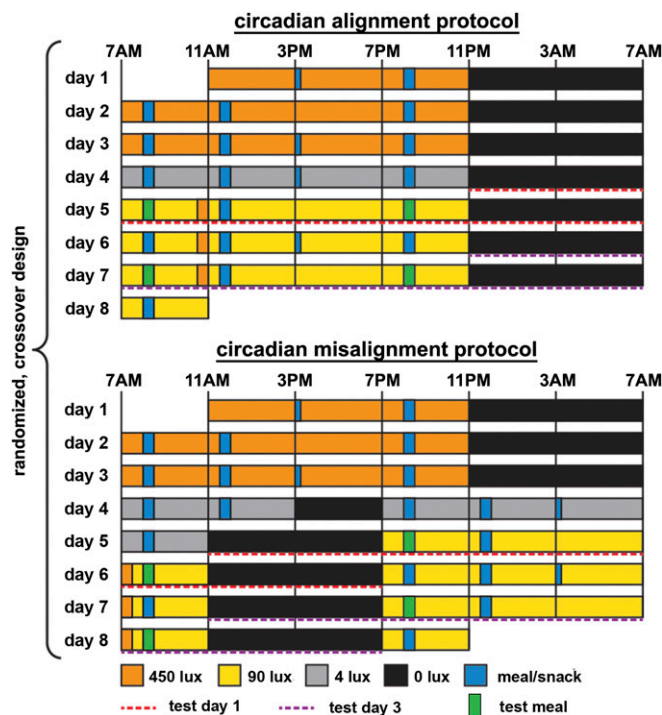 circadian alignment protocol
7AM 11AM 3PM 7PM 11PM 3AM 7AM
day 1
day 2
day 3
day 4
day 5
day 6
day 7
day 8
randomized, crossover design
circadian misalignment protocol
7AM 11AM 3PM 7PM 11PM 3AM 7AM
day 1
day 2
day 3
day 4
day 5
day 6
day 7
day 8
450 lux 90 lux 4 lux 0 lux meal/snack
test day 1 test day 3 test meal